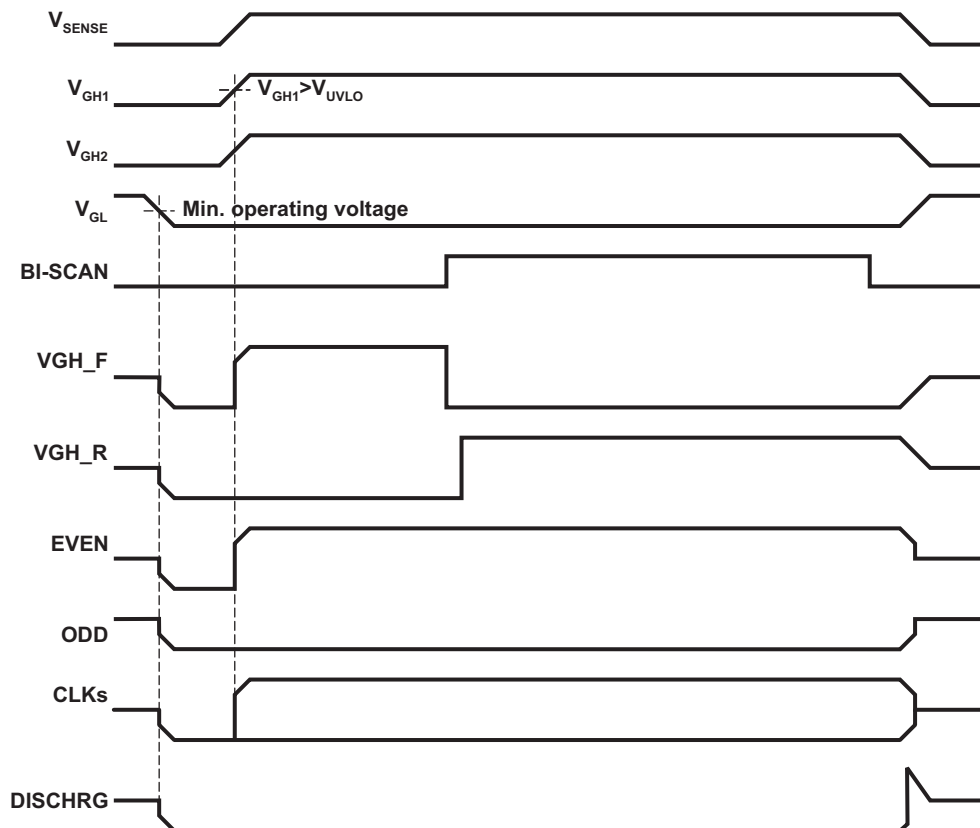 VSENSE
VGH1
VGH1>VUVLO
VGH2
VGL
Min. operating voltage
BI-SCAN
VGH_F
VGH_R
EVEN
ODD
CLKs
DISCHRG